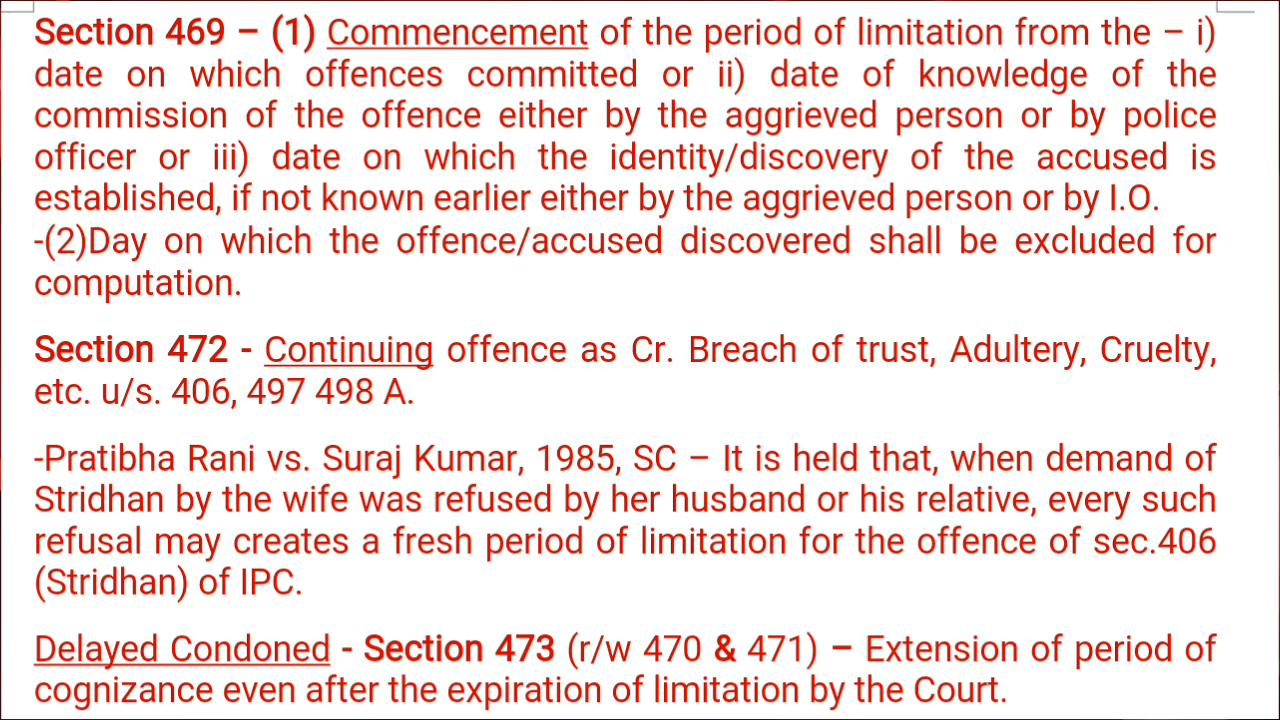 Section 469 – (1) Commencement of the period of limitation from the – i)
date on which offences committed or ii) date of knowledge of the
commission of the offence either by the aggrieved person or by police
officer or iii) date on which the identity/discovery of the accused is
established, if not known earlier either by the aggrieved person or by I.O.
-(2)Day on which the offence/accused discovered shall be excluded for
computation.
Section 472 - Continuing offence as Cr. Breach of trust, Adultery, Cruelty,
etc. u/s. 406, 497 498 A.
-Pratibha Rani vs. Suraj Kumar, 1985, SC – It is held that, when demand of
Stridhan by the wife was refused by her husband or his relative, every such
refusal may creates a fresh period of limitation for the offence of sec.406
(Stridhan) of IPC.
Delayed Condoned - Section 473 (r/w 470 & 471) – Extension of period of
cognizance even after the expiration of limitation by the Court.